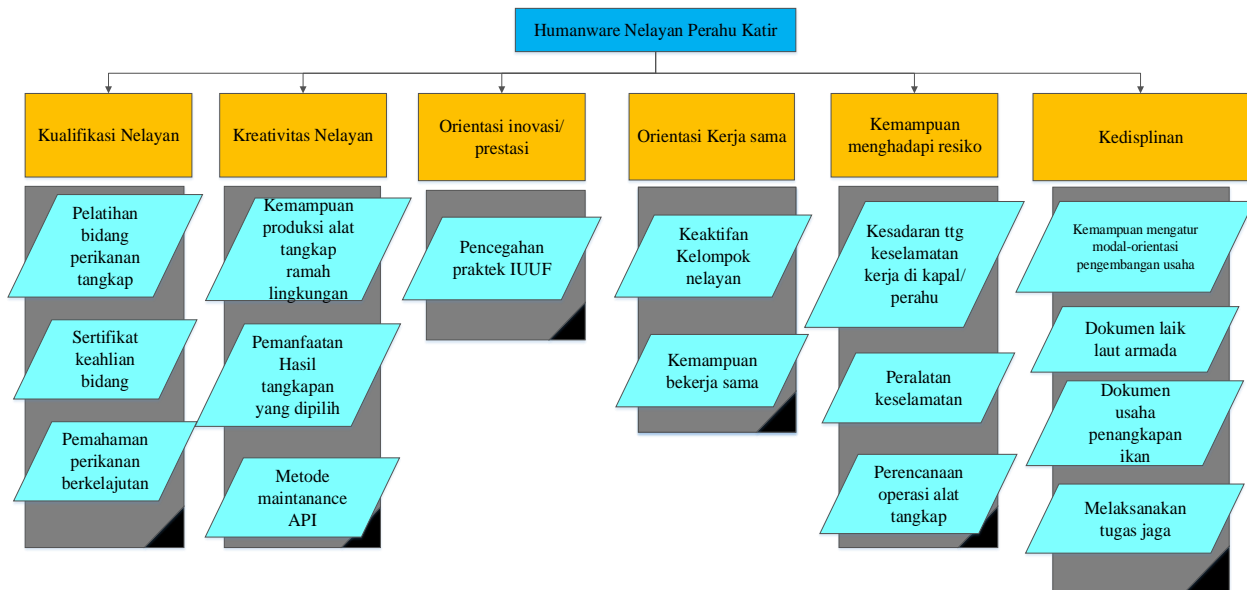 Humanware Nelayan Perahu Katir
Kualifikasi Nelayan
Kreativitas Nelayan
Orientasi inovasi/
prestasi
Orientasi Kerja sama
Kemampuan
menghadapi resiko
Kedisplinan
Pelatihan
bidang
perikanan
tangkap
Sertifikat
keahlian
bidang
Pemahaman
perikanan
berkelajutan
Kemampuan
produksi alat
tangkap
ramah
lingkungan
Pemanfaatan
Hasil
tangkapan
yang dipilih
Metode
maintanance
API
Pencegahan
praktek IUUF
Keaktifan
Kelompok
nelayan
Kemampuan
bekerja sama
Kesadaran ttg
keselamatan
kerja di kapal/
perahu
Peralatan
keselamatan
Perencanaan
operasi alat
tangkap
Kemampuan mengatur
modal-orientasi
pengembangan usaha
Dokumen laik
laut armada
Dokumen
usaha
penangkapan
ikan
Melaksanakan
tugas jaga